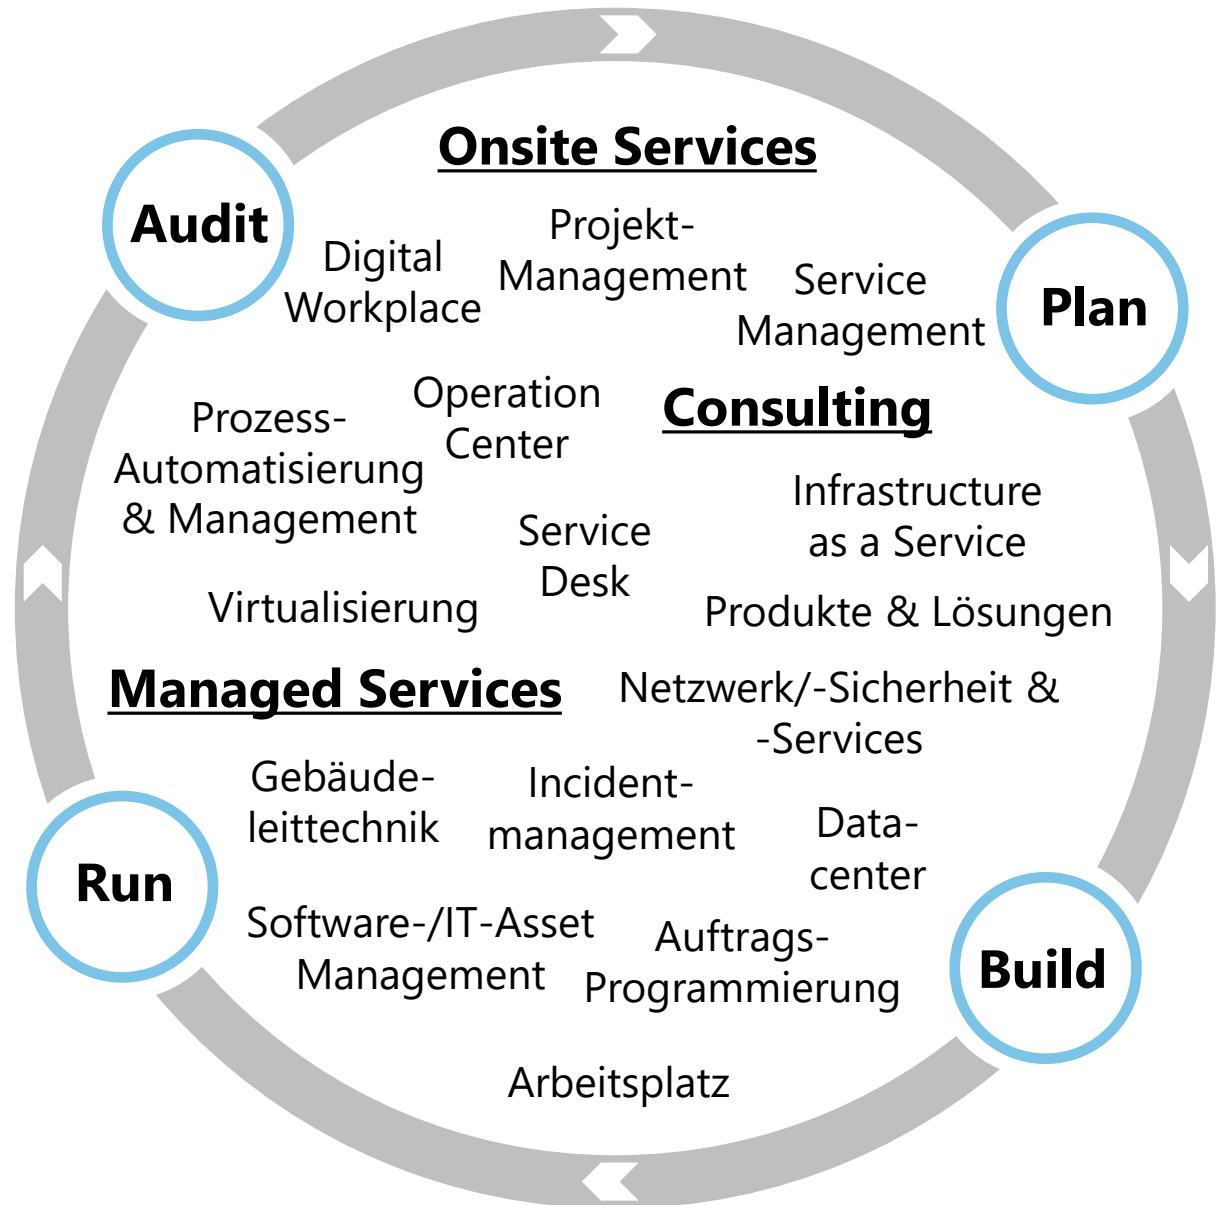 Onsite Services
Audit
Projekt-
Management
Digital
Workplace
Service
Management
Plan
Operation
Center
Consulting
Prozess-
Automatisierung
& Management
Infrastructure
as a Service
Service
Desk
Virtualisierung
Produkte & Lösungen
Managed Services
Netzwerk/-Sicherheit &
-Services
Gebäude-
leittechnik
Incident-
management
Data-
center
Run
Software-/IT-Asset
Management
Auftrags-
Programmierung
Build
Arbeitsplatz